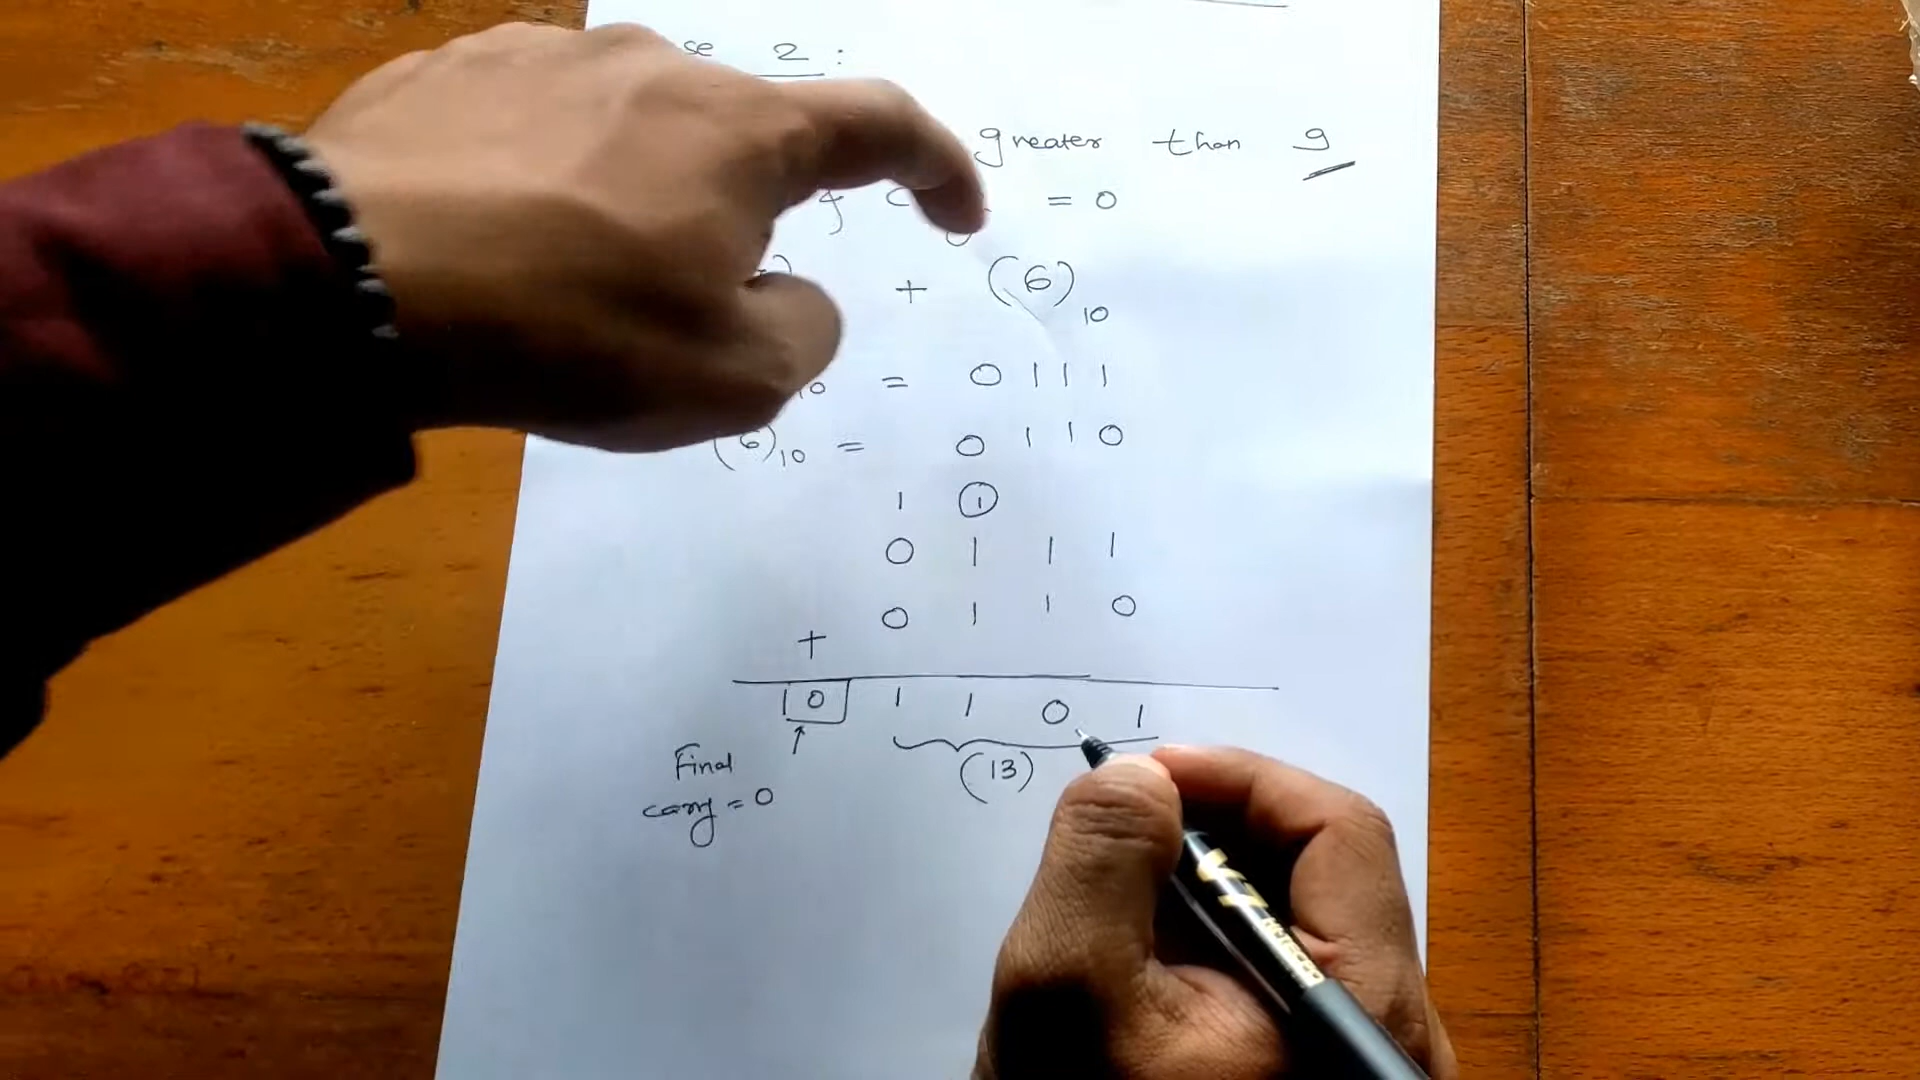 2 :
greater than 9
= 0
+ (6)10
10 = 0 1 1 1
(6)10 = 0 1 1 0
1 1
0 1 1 1
0 1 1 0
+
1 0 1 1 0 1
Final
carry = 0
(13)
V7